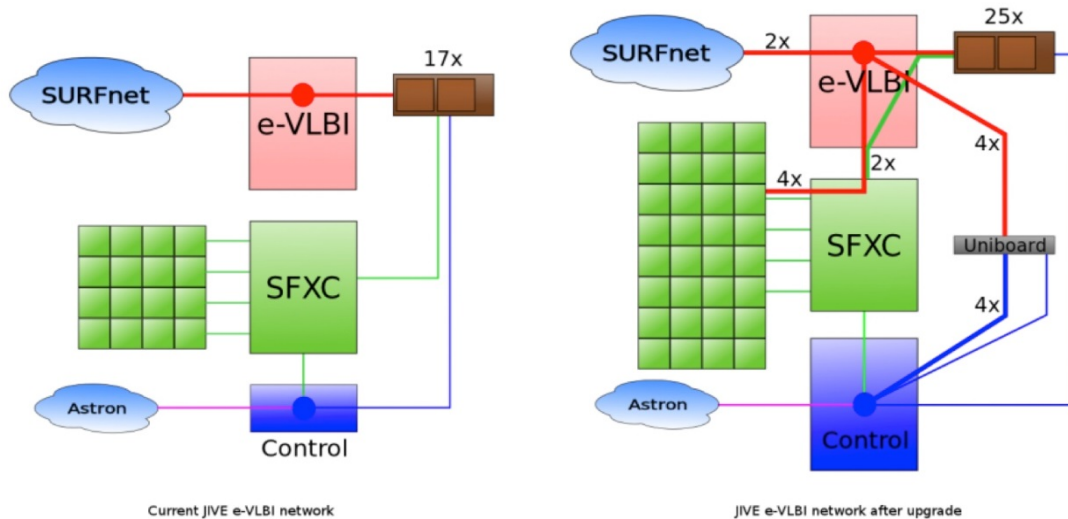 17x
SURFnet
e-VLBI
SFXC
Astron
Control
Current JIVE e-VLBI network
25x
2x
SURFnet
e-VLBI
4x
2x
4x
SFXC
Uniboard
4x
Astron
Control
JIVE e-VLBI network after upgrade